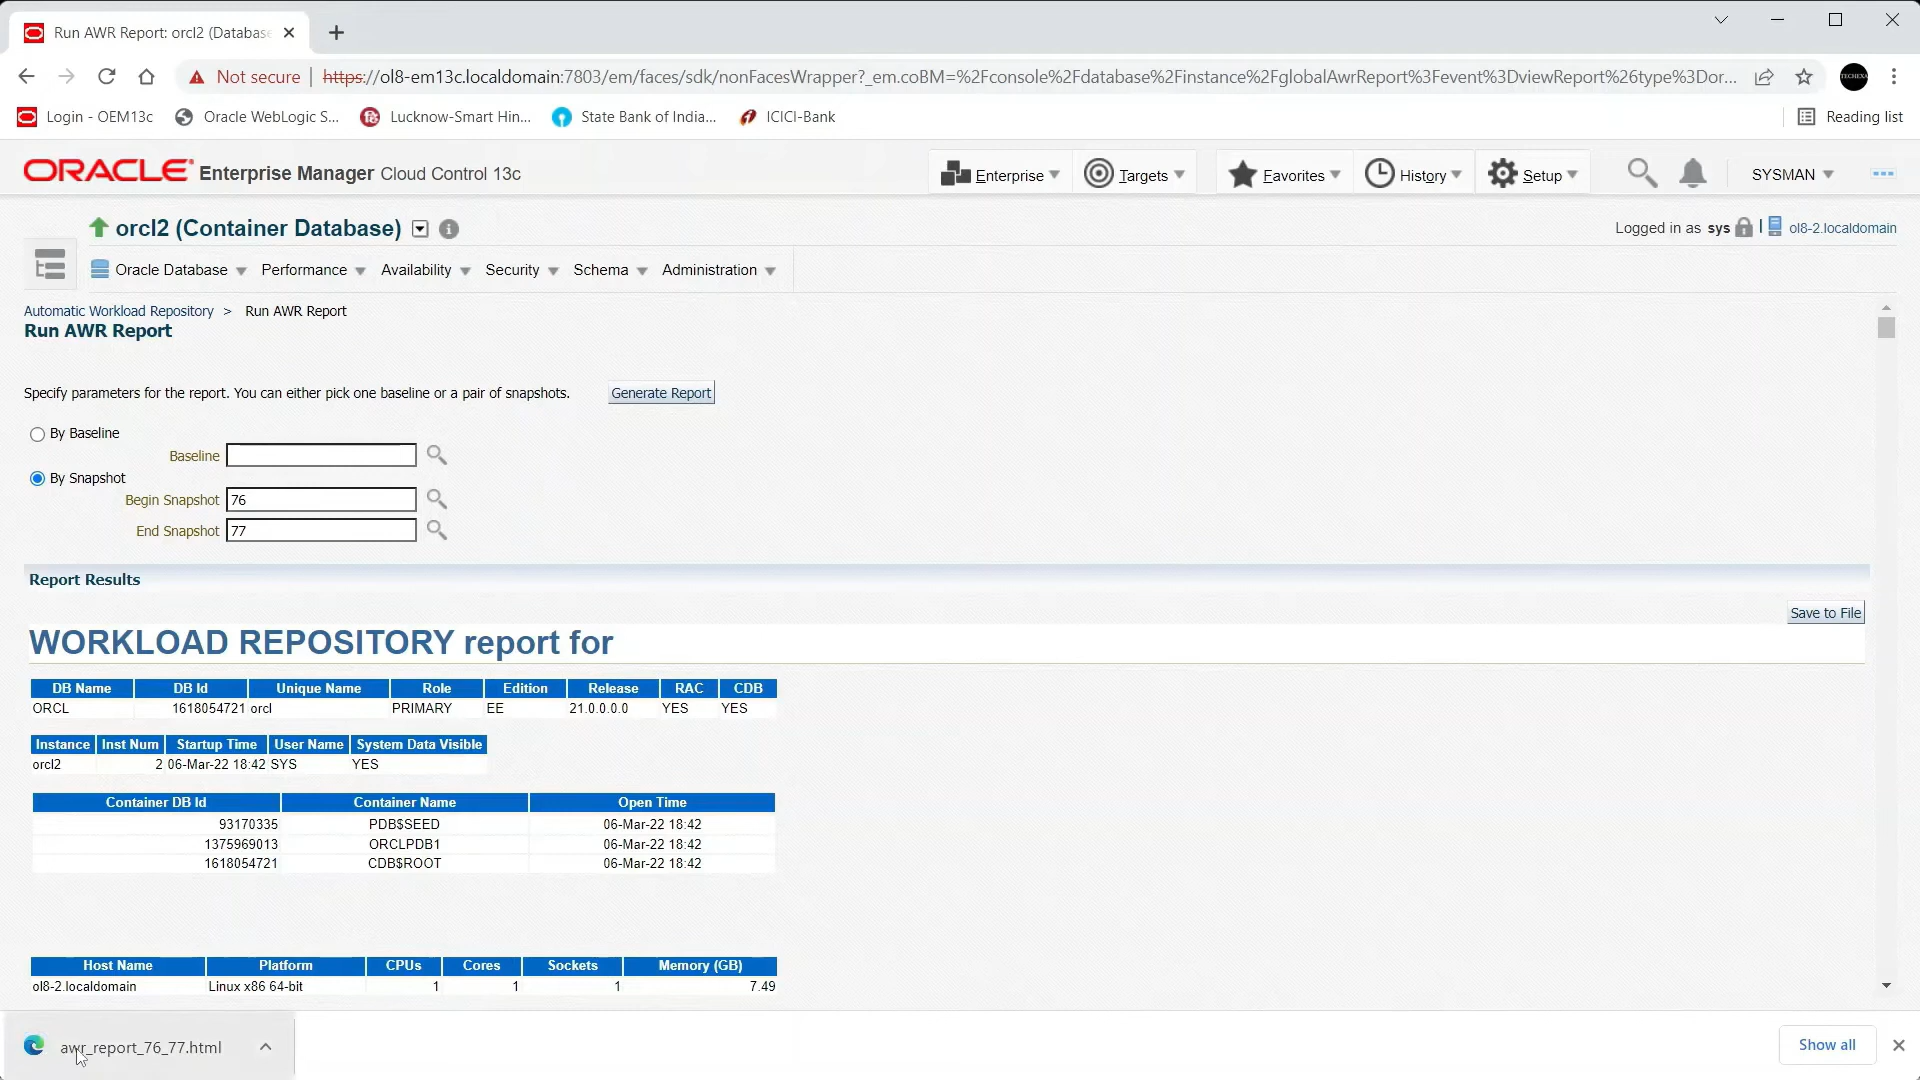 Run AWR Report: orcl2 (Database
Not secure | https://ol8-em13c.localdomain:7803/em/faces/sdk/nonFacesWrapper?_em.coBM=%2Fconsole%2Fdatabase%2Finstance%2FglobalAwrReport%3Fevent%3DviewReport%26type%3Dor...
Login - OEM13c Oracle WebLogic S... Lucknow-Smart Hin... State Bank of India... ICICI-Bank Reading list
ORACLE Enterprise Manager Cloud Control 13c Enterprise Targets Favorites History Setup SYSMAN
orcl2 (Container Database) Logged in as sys | ol8-2.localdomain
Oracle Database Performance Availability Security Schema Administration
Automatic Workload Repository > Run AWR Report
Run AWR Report
Specify parameters for the report. You can either pick one baseline or a pair of snapshots. Generate Report
By Baseline
Baseline
By Snapshot
Begin Snapshot 76
End Snapshot 77
Report Results
Save to File
WORKLOAD REPOSITORY report for
DB Name DB Id Unique Name Role Edition Release RAC CDB
ORCL 1618054721 orcl PRIMARY EE 21.0.0.0.0 YES YES
Instance Inst Num Startup Time User Name System Data Visible
orcl2 2 06-Mar-22 18:42 SYS YES
Container DB Id Container Name Open Time
93170335 PDB$SEED 06-Mar-22 18:42
1375969013 ORCLPDB1 06-Mar-22 18:42
1618054721 CDB$ROOT 06-Mar-22 18:42
Host Name Platform CPUs Cores Sockets Memory (GB)
ol8-2.localdomain Linux x86 64-bit 1 1 1 7.49
awr_report_76_77.html Show all